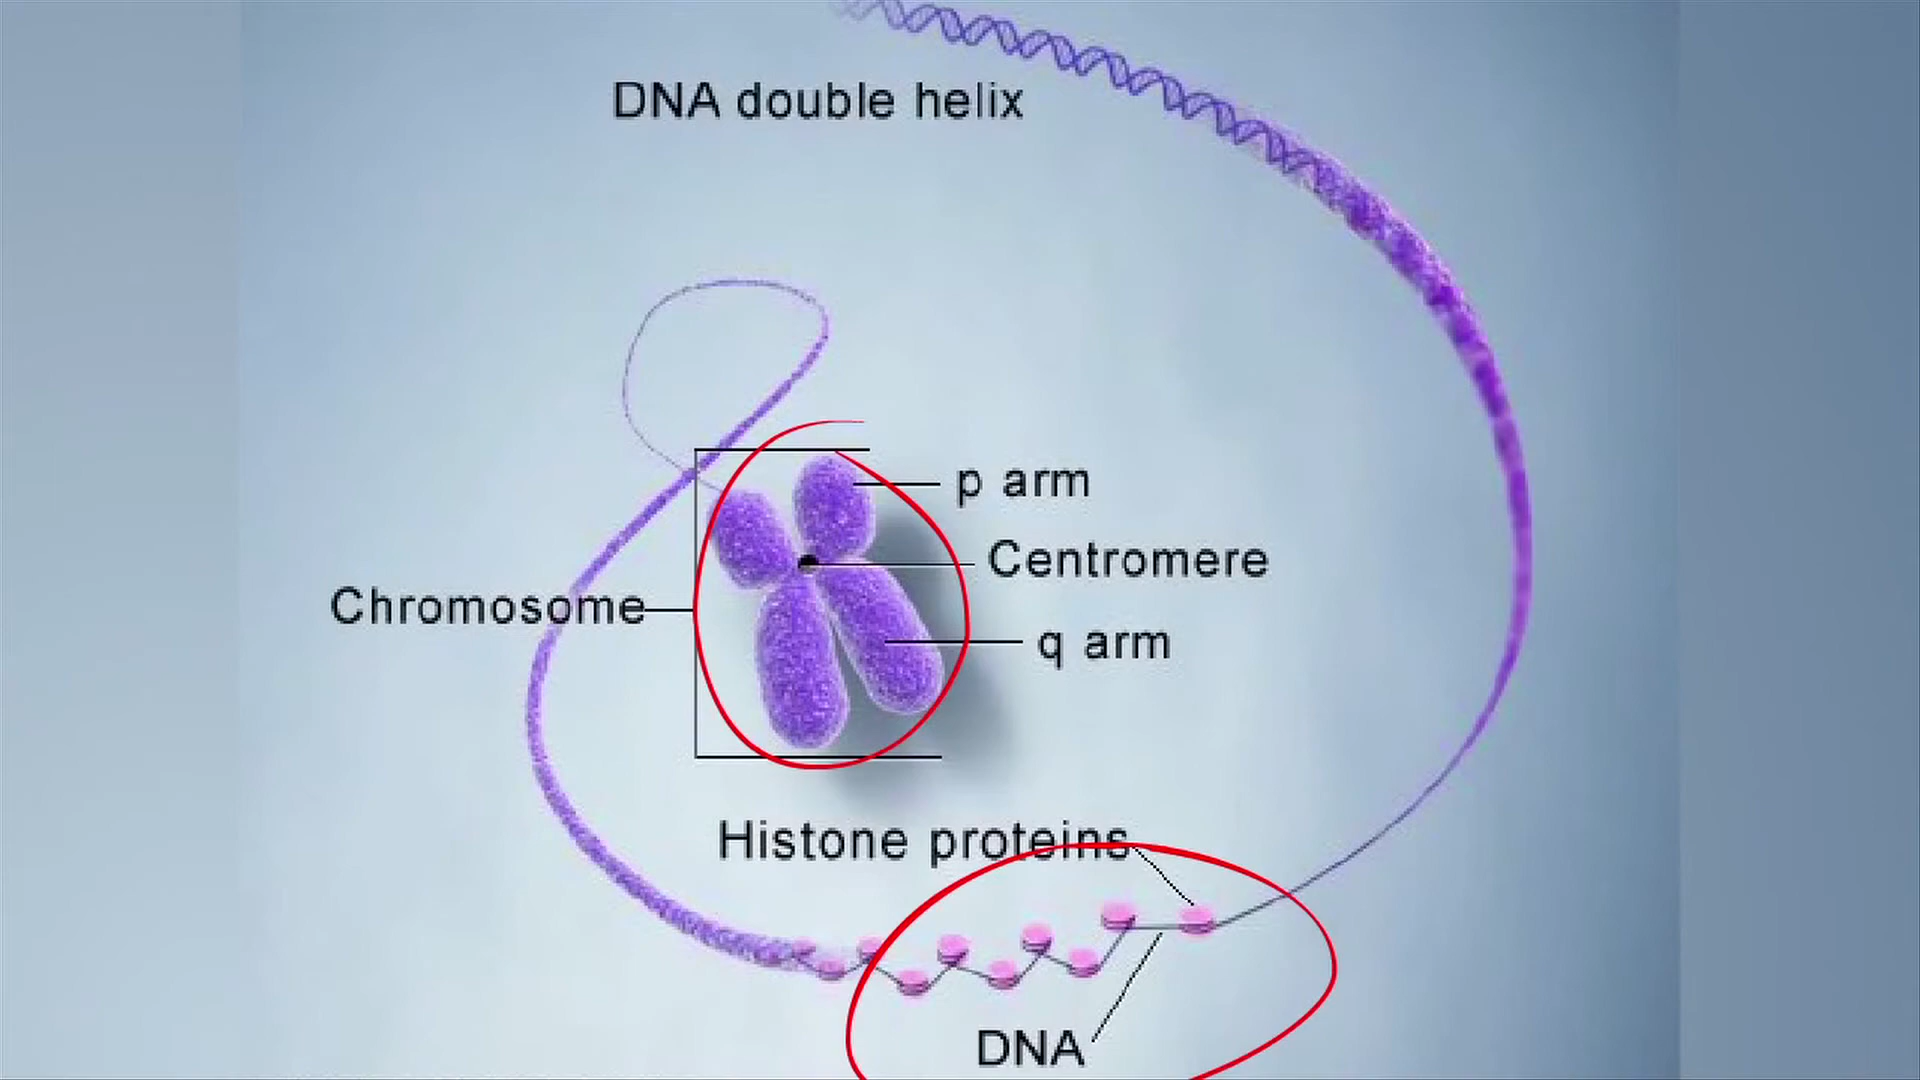 DNA double helix
p arm
Centromere
Chromosome
q arm
Histone proteins
DNA